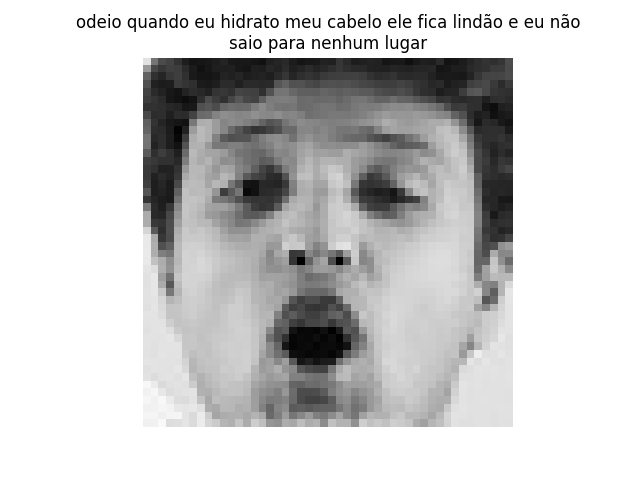 odeio quando eu hidrato meu cabelo ele fica lindão e eu não
saio para nenhum lugar